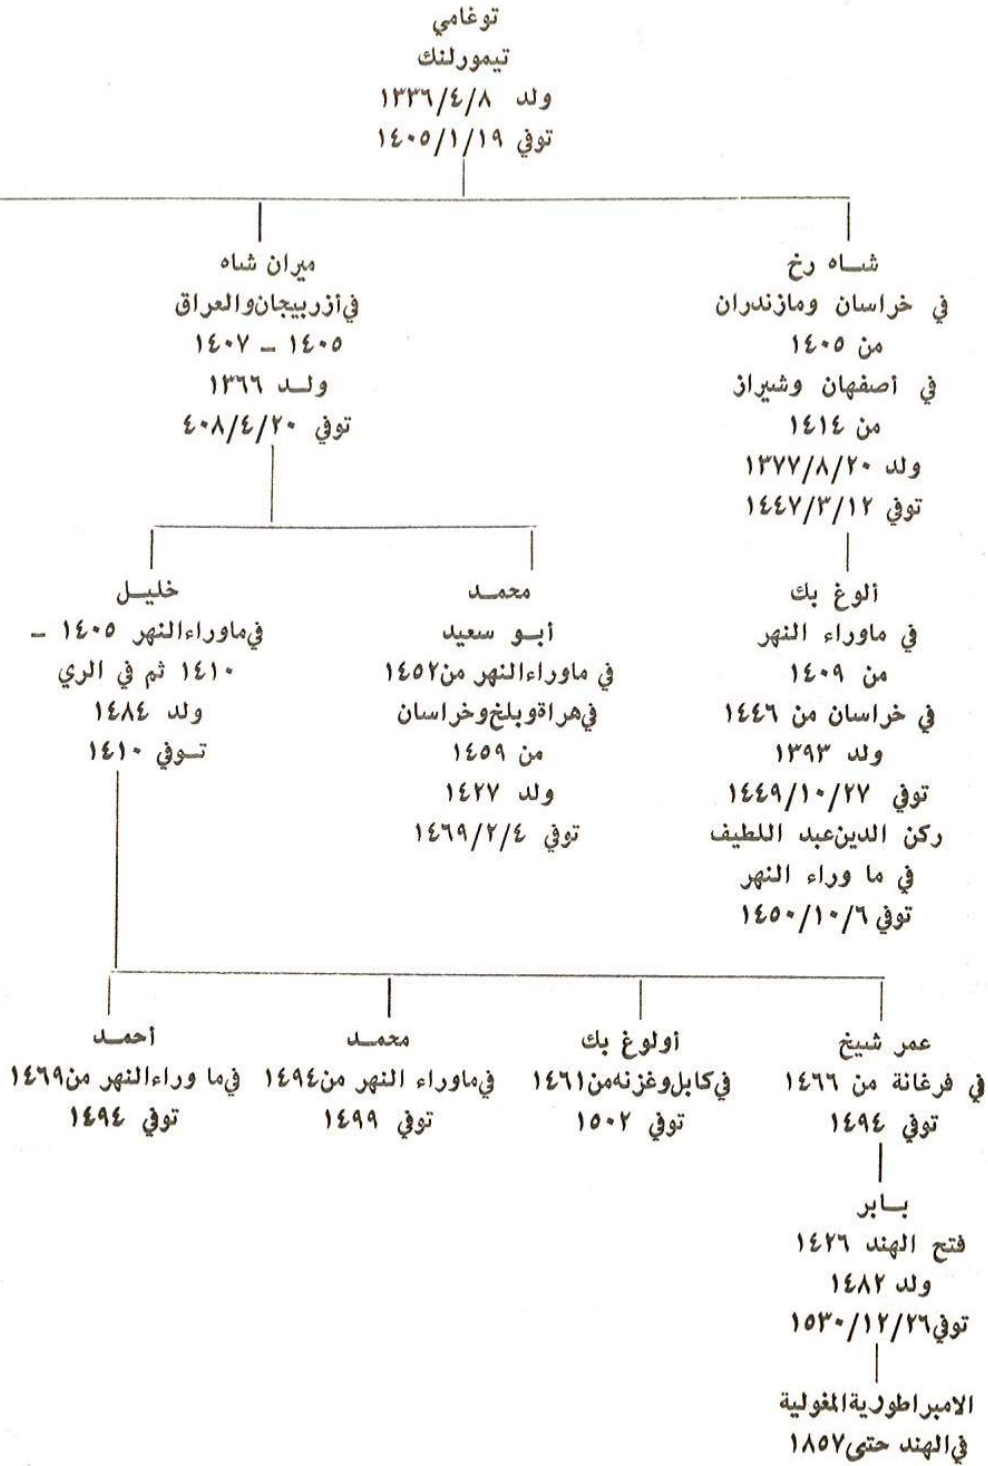 توغامي
تيمورلنك
ولد ١٣٣٦/٤/٨
توفي ١٤٠٥/١/١٩
شاه رخ
في خراسان ومازندران
من ١٤٠٥
في أصفهان وشيراز
من ١٤١٤
ولد ١٣٧٧/٨/٢٠
توفي ١٤٤٧/٣/١٢
ميران شاه
في أزربيجان والعراق
١٤٠٥ – ١٤٠٧
ولد ١٣٦٦
توفي ٤٠٨/٤/٢٠
ألوغ بك
في ماوراء النهر
من ١٤٠٩
في خراسان من ١٤٤٦
ولد ١٣٩٣
توفي ١٤٤٩/١٠/٢٧
ركن الدين عبد اللطيف
في ما وراء النهر
توفي ١٤٥٠/١٠/٦
محمد
أبو سعيد
في ماوراء النهر من ١٤٥٢
في هراة وبلخ وخراسان
من ١٤٥٩
ولد ١٤٢٧
توفي ١٤٦٩/٢/٤
خليل
في ماوراء النهر ١٤٠٥ –
١٤١٠ ثم في الري
ولد ١٤٨٤
توفي ١٤١٠
عمر شيخ
في فرغانة من ١٤٦٦
توفي ١٤٩٤
أولوغ بك
في كابل وغزنه من ١٤٦١
توفي ١٥٠٢
محمد
في ماوراء النهر من ١٤٩٤
توفي ١٤٩٩
أحمد
في ما وراء النهر من ١٤٦٩
توفي ١٤٩٤
بابر
فتح الهند ١٤٢٦
ولد ١٤٨٢
توفي ١٥٣٠/١٢/٢٦
الامبراطورية المغولية
في الهند حتى ١٨٥٧